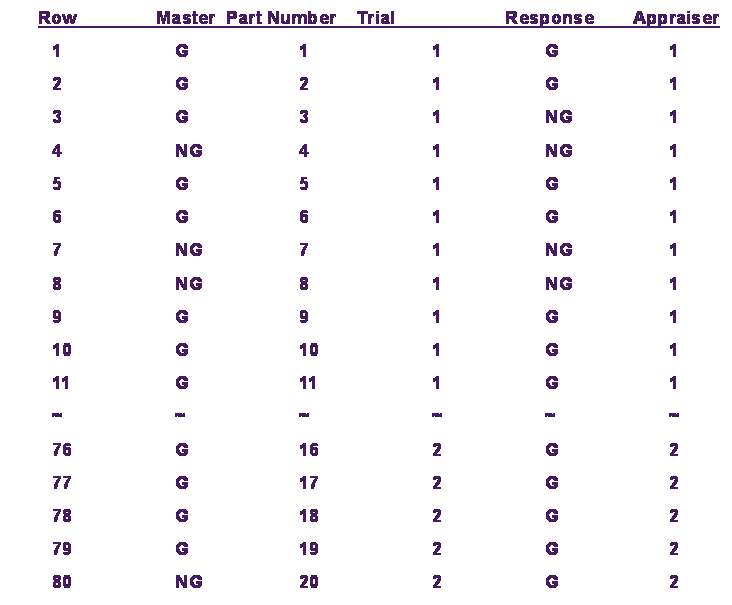 Row Master Part Number Trial Response Appraiser
1 G 1 1 G 1
2 G 2 1 G 1
3 G 3 1 NG 1
4 NG 4 1 NG 1
5 G 5 1 G 1
6 G 6 1 G 1
7 NG 7 1 NG 1
8 NG 8 1 NG 1
9 G 9 1 G 1
10 G 10 1 G 1
11 G 11 1 G 1
~ ~ ~ ~ ~ ~
76 G 16 2 G 2
77 G 17 2 G 2
78 G 18 2 G 2
79 G 19 2 G 2
80 NG 20 2 G 2